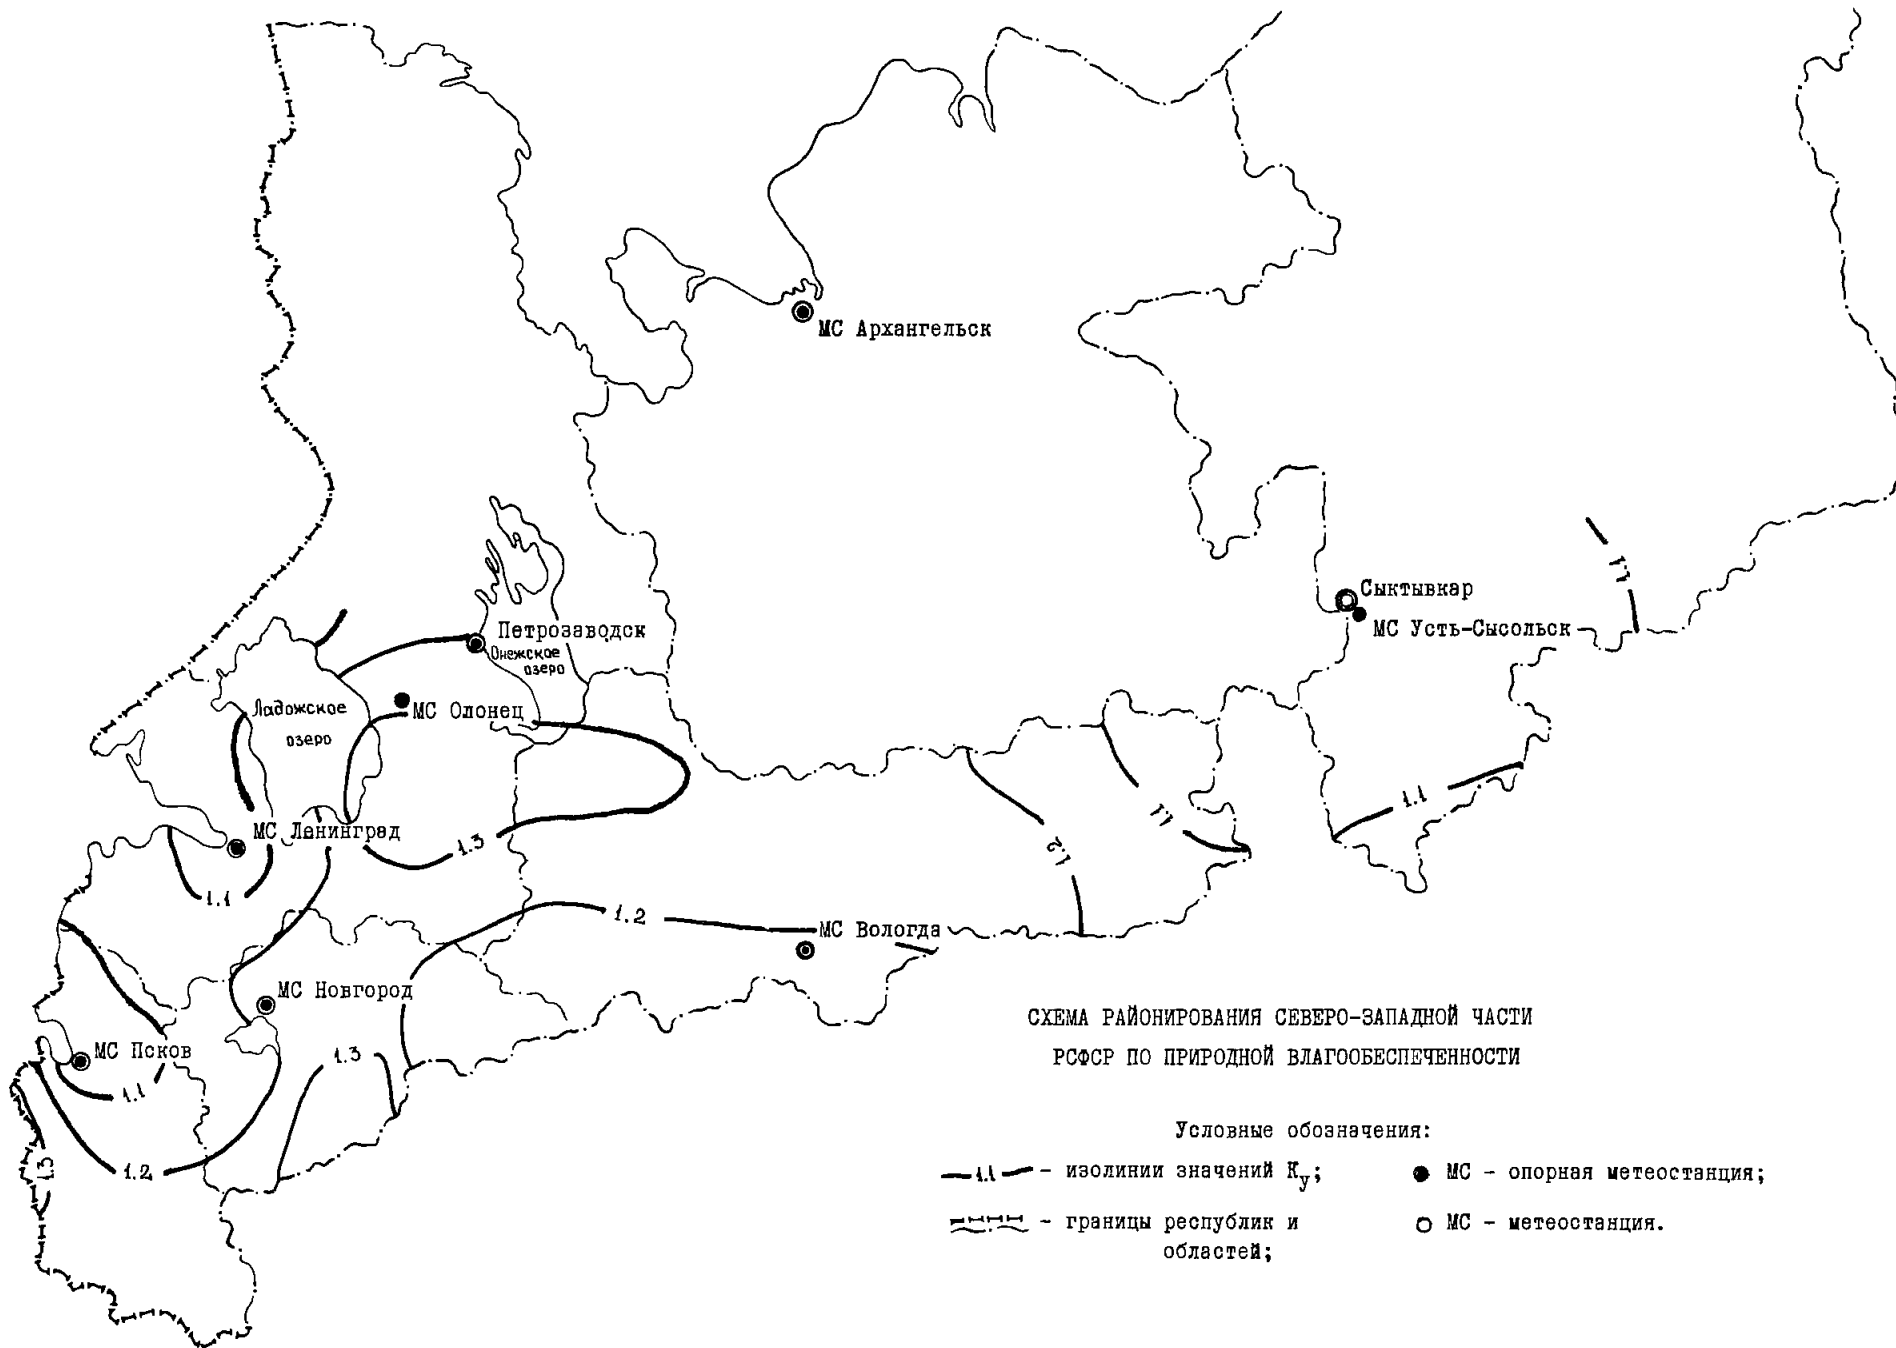 МС Архангельск
Сыктывкар
МС Усть-Сысольск
1.1
Петрозаводск
Онежское
озеро
МС Олонец
Ладожское
озеро
МС Ленинград
1.3
1.1
1.1
1.1
1.2
1.2
МС Вологда
МС Новгород
МС Псков
1.3
1.1
1.2
1.3
СХЕМА РАЙОНИРОВАНИЯ СЕВЕРО-ЗАПАДНОЙ ЧАСТИ
РСФСР ПО ПРИРОДНОЙ ВЛАГООБЕСПЕЧЕННОСТИ
Условные обозначения:
1.1 - изолинии значений Kу;
МС - опорная метеостанция;
- границы республик и
областей;
МС - метеостанция.